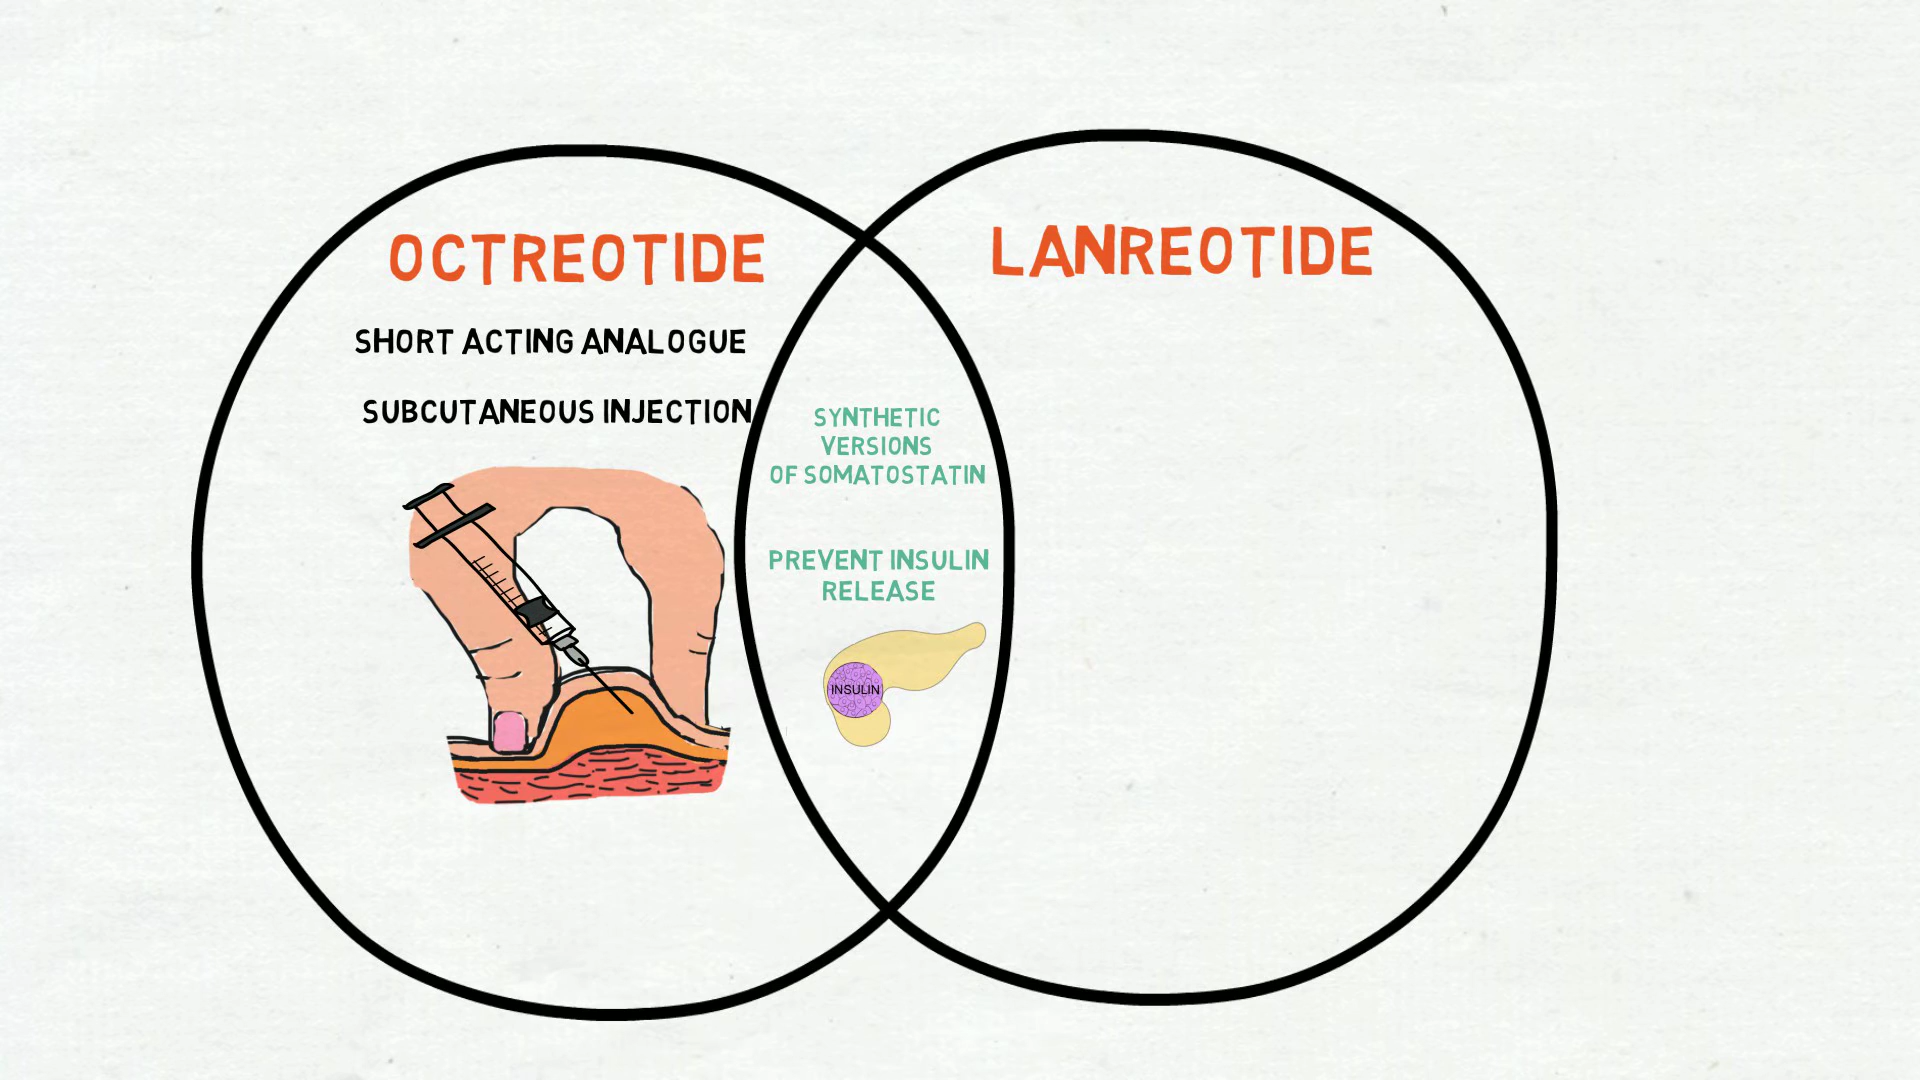 OCTREOTIDE
SHORT ACTING ANALOGUE
SUBCUTANEOUS INJECTION
SYNTHETIC
VERSIONS
OF SOMATOSTATIN
PREVENT INSULIN
RELEASE
INSULIN
LANREOTIDE